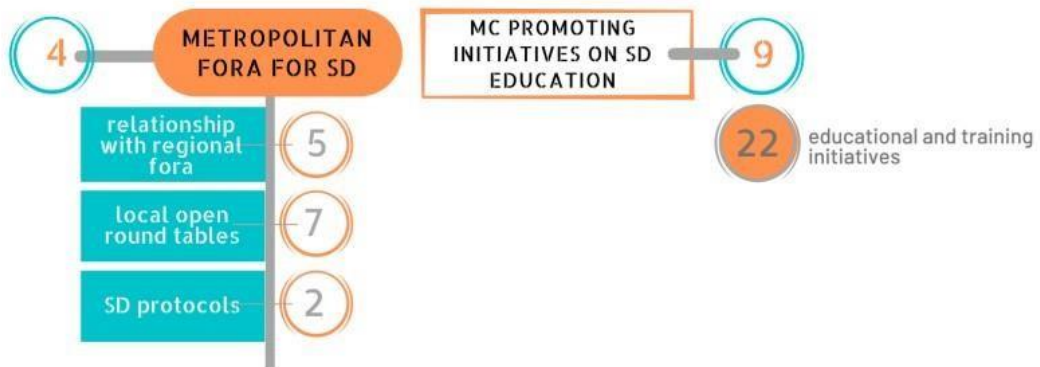 4
METROPOLITAN
FORA FOR SD
relationship
with regional
fora
5
local open
round tables
7
SD protocols
2
MC PROMOTING
INITIATIVES ON SD
EDUCATION
9
22
educational and training
initiatives